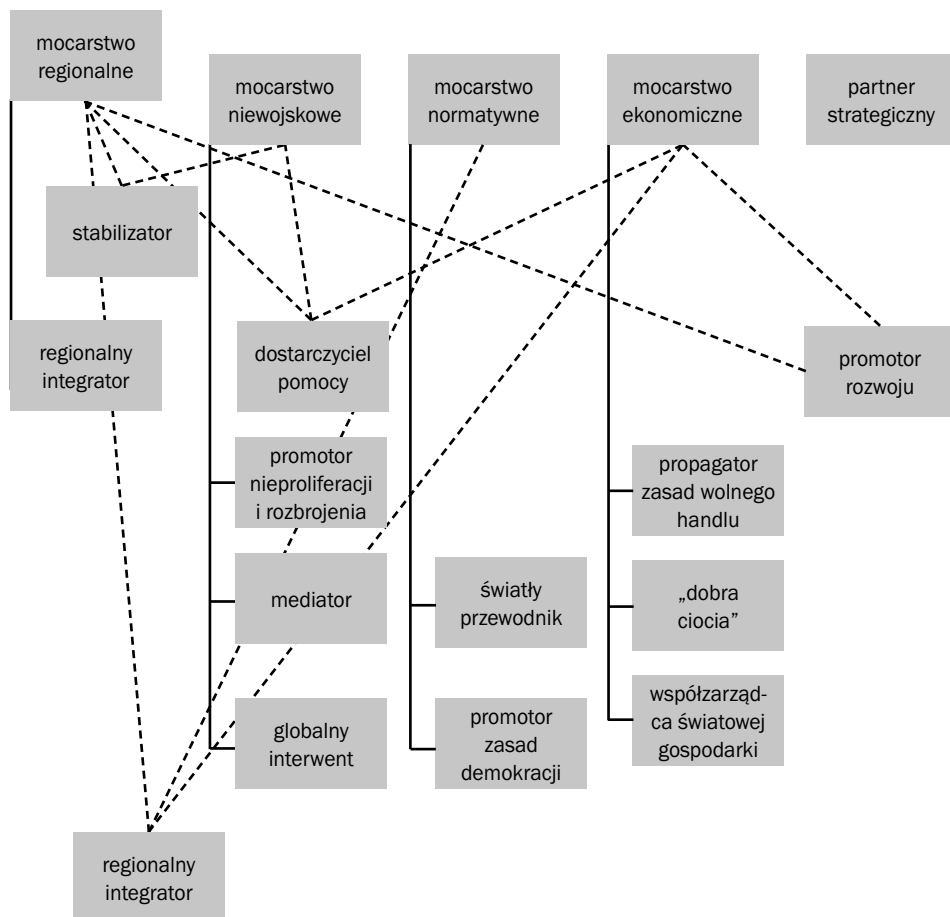 mocarstwo
regionalne
mocarstwo
niewojskowe
mocarstwo
normatywne
mocarstwo
ekonomiczne
partner
strategiczny
stabilizator
regionalny
integrator
dostarczyciel
pomocy
promotor
rozwoju
promotor
nieproliferacji
i rozbrojenia
propagator
zasad wolnego
handlu
mediator
światły
przewodnik
„dobra
ciocia”
globalny
interwent
promotor
zasad
demokracji
współzarząd-
ca światowej
gospodarki
regionalny
integrator